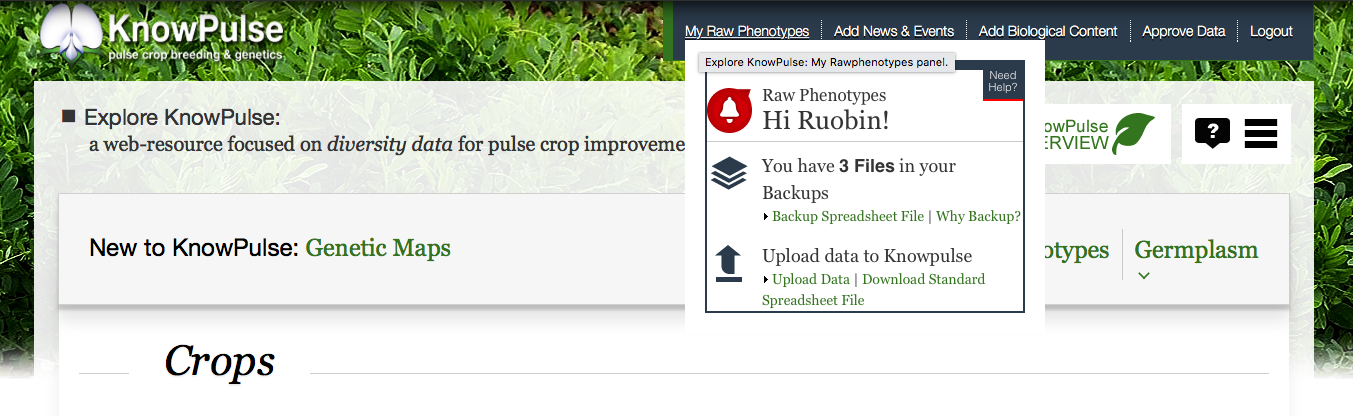 KnowPulse
pulse crop breeding & genetics
My Raw Phenotypes
Add News & Events
Add Biological Content
Approve Data
Logout
Explore KnowPulse: My Rawphenotypes panel.
Need
Help?
Raw Phenotypes
Hi Ruobin!
You have 3 Files in your
Backups
Backup Spreadsheet File | Why Backup?
Upload data to Knowpulse
Upload Data | Download Standard
Spreadsheet File
Explore KnowPulse:
a web-resource focused on diversity data for pulse crop improveme
owPulse
ERVIEW
?
New to KnowPulse: Genetic Maps
otypes
Germplasm
Crops